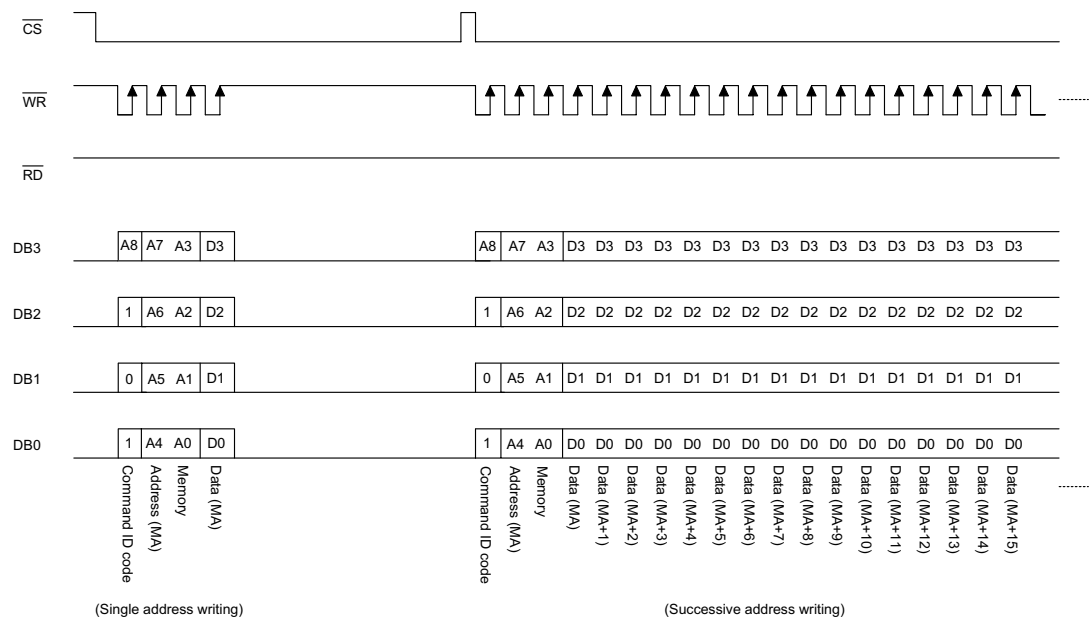 CS
WR
RD
DB3 A8 A7 A3 D3 A8 A7 A3 D3 D3 D3 D3 D3 D3 D3 D3 D3 D3 D3 D3 D3 D3 D3 D3
DB2 1 A6 A2 D2 1 A6 A2 D2 D2 D2 D2 D2 D2 D2 D2 D2 D2 D2 D2 D2 D2 D2 D2
DB1 0 A5 A1 D1 0 A5 A1 D1 D1 D1 D1 D1 D1 D1 D1 D1 D1 D1 D1 D1 D1 D1 D1
DB0 1 A4 A0 D0 1 A4 A0 D0 D0 D0 D0 D0 D0 D0 D0 D0 D0 D0 D0 D0 D0 D0 D0
Command ID code
Address (MA)
Memory
Data (MA)
Command ID code
Address (MA)
Memory
Data (MA)
Data (MA+1)
Data (MA+2)
Data (MA+3)
Data (MA+4)
Data (MA+5)
Data (MA+6)
Data (MA+7)
Data (MA+8)
Data (MA+9)
Data (MA+10)
Data (MA+11)
Data (MA+12)
Data (MA+13)
Data (MA+14)
Data (MA+15)
(Single address writing)
(Successive address writing)